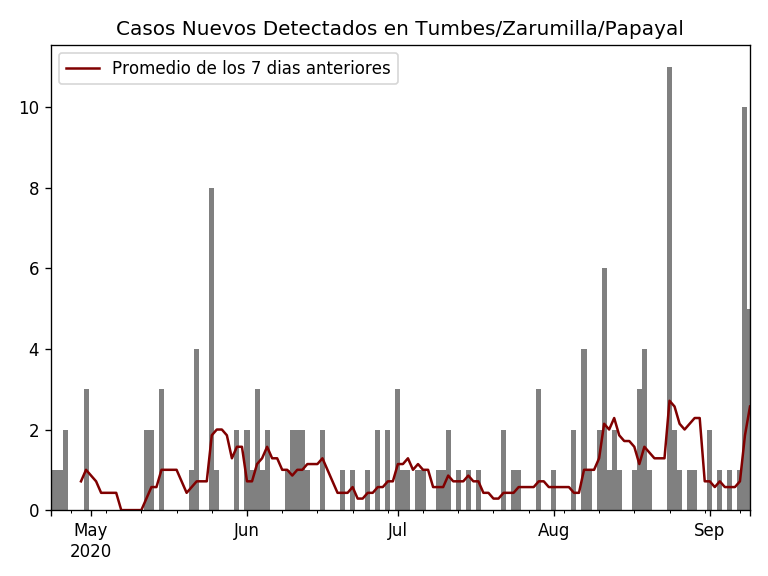 Casos Nuevos Detectados en Tumbes/Zarumilla/Papayal
Promedio de los 7 dias anteriores
10
8
6
4
2
0
May Jun Jul Aug Sep
2020